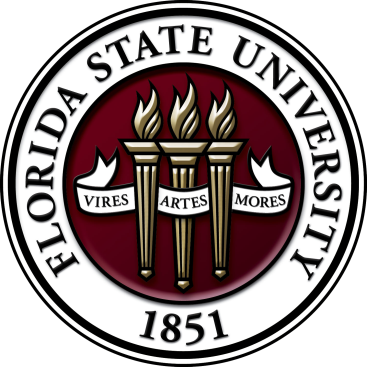 FLORIDA STATE UNIVERSITY
VIRES ARTES MORES
1851